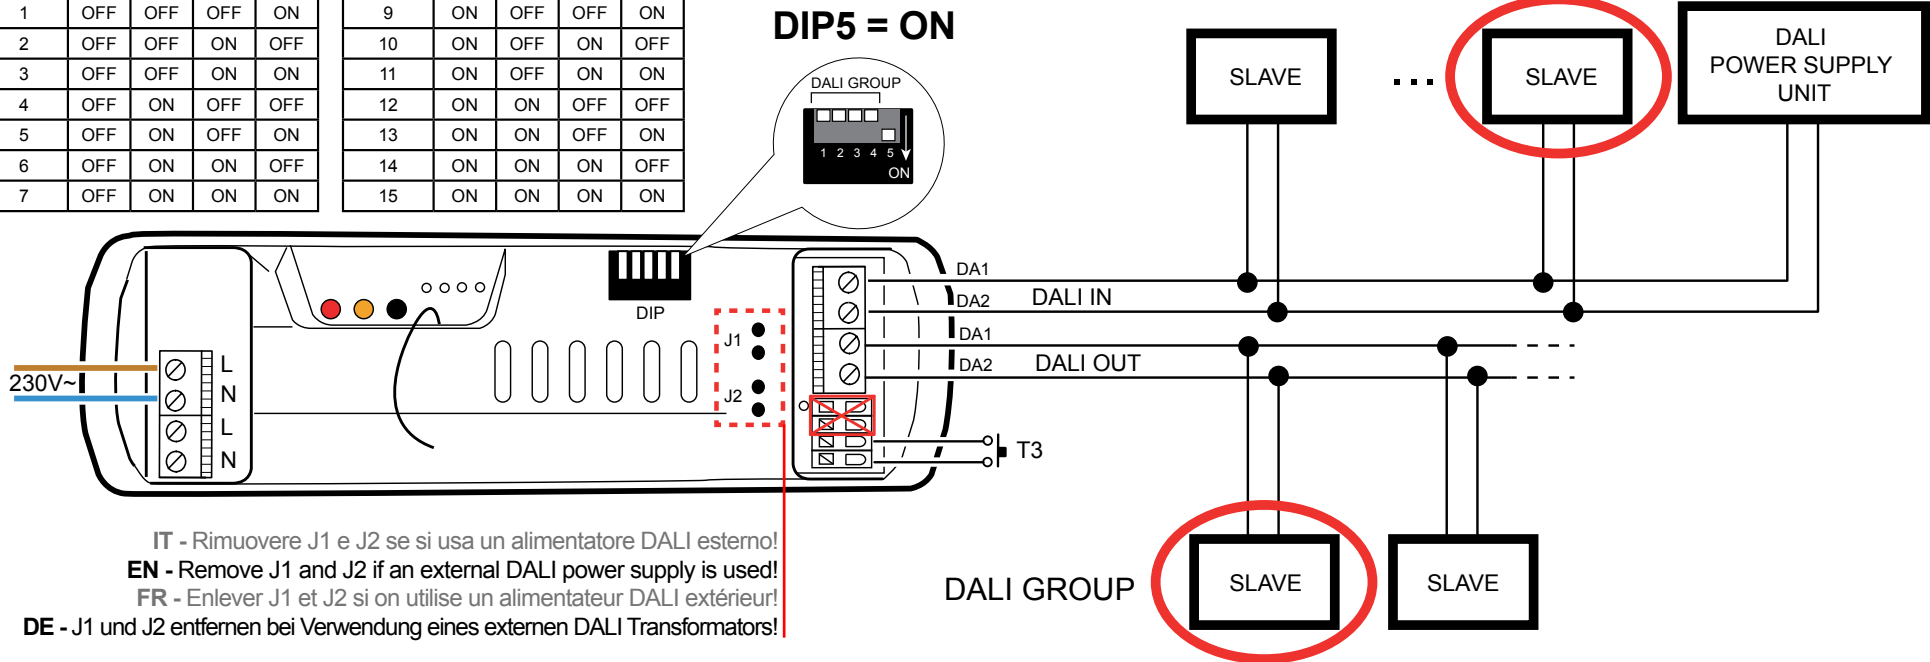 1 OFF OFF OFF ON
2 OFF OFF ON OFF
3 OFF OFF ON ON
4 OFF ON OFF OFF
5 OFF ON OFF ON
6 OFF ON ON OFF
7 OFF ON ON ON
9 ON OFF OFF ON
10 ON OFF ON OFF
11 ON OFF ON ON
12 ON ON OFF OFF
13 ON ON OFF ON
14 ON ON ON OFF
15 ON ON ON ON
DIP5 = ON
DALI GROUP
1 2 3 4 5
ON
SLAVE
...
SLAVE
DALI
POWER SUPPLY
UNIT
DIP
J1
J2
230V~
L
N
L
N
DA1
DA2
DALI IN
DA1
DA2
DALI OUT
T3
IT - Rimuovere J1 e J2 se si usa un alimentatore DALI esterno!
EN - Remove J1 and J2 if an external DALI power supply is used!
FR - Enlever J1 et J2 si on utilise un alimentateur DALI extérieur!
DE - J1 und J2 entfernen bei Verwendung eines externen DALI Transformators!
DALI GROUP
SLAVE
SLAVE